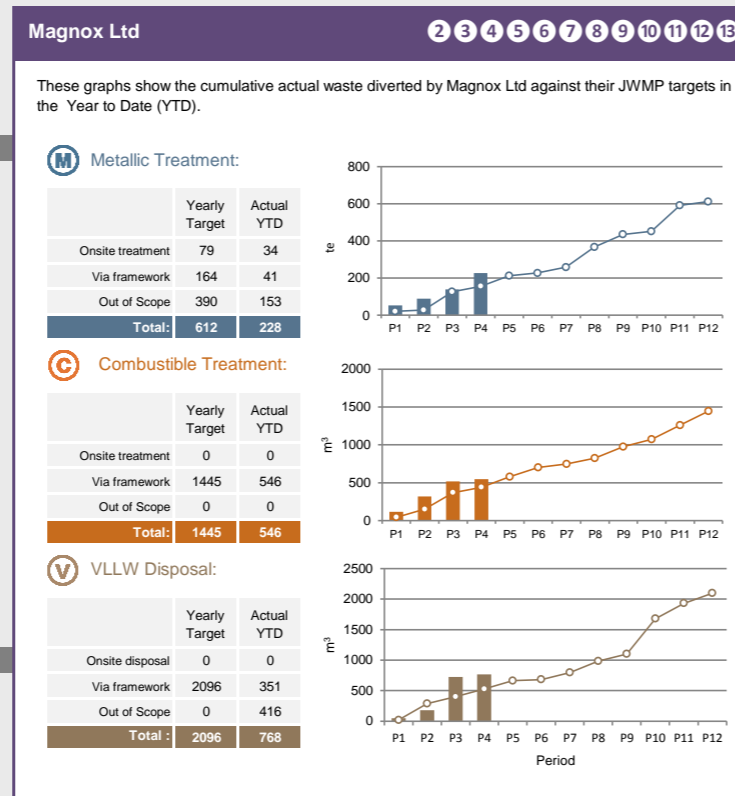 Magnox Ltd
2 3 4 5 6 7 8 9 10 11 12 13
These graphs show the cumulative actual waste diverted by Magnox Ltd against their JWMP targets in
the Year to Date (YTD).
M Metallic Treatment:
Yearly Target Actual YTD
Onsite treatment 79 34
Via framework 164 41
Out of Scope 390 153
Total: 612 228
800
600
400
200
0
te
P1 P2 P3 P4 P5 P6 P7 P8 P9 P10 P11 P12
C Combustible Treatment:
Yearly Target Actual YTD
Onsite treatment 0 0
Via framework 1445 546
Out of Scope 0 0
Total: 1445 546
2000
1500
1000
500
0
m³
P1 P2 P3 P4 P5 P6 P7 P8 P9 P10 P11 P12
V VLLW Disposal:
Yearly Target Actual YTD
Onsite disposal 0 0
Via framework 2096 351
Out of Scope 0 416
Total : 2096 768
2500
2000
1500
1000
500
0
m³
P1 P2 P3 P4 P5 P6 P7 P8 P9 P10 P11 P12
Period